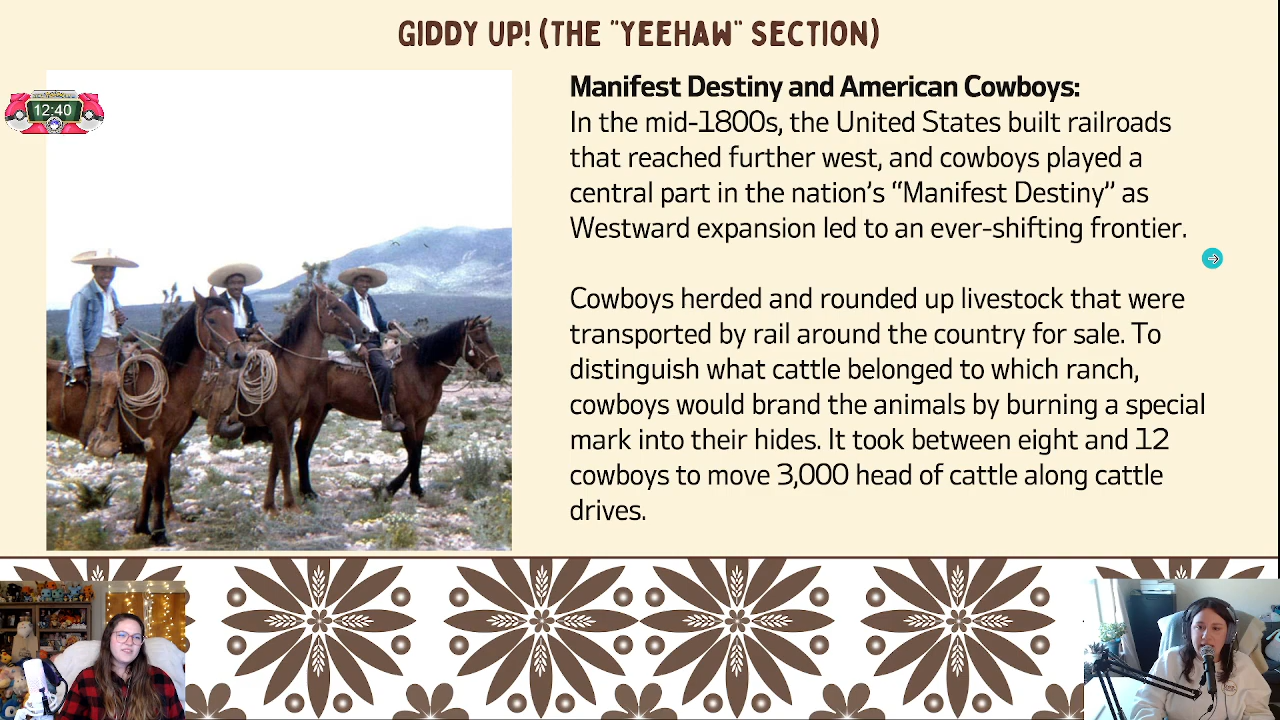 GIDDY UP! (THE "YEEHAW" SECTION)
12:40
Manifest Destiny and American Cowboys:
In the mid-1800s, the United States built railroads
that reached further west, and cowboys played a
central part in the nation's “Manifest Destiny” as
Westward expansion led to an ever-shifting frontier.
Cowboys herded and rounded up livestock that were
transported by rail around the country for sale. To
distinguish what cattle belonged to which ranch,
cowboys would brand the animals by burning a special
mark into their hides. It took between eight and 12
cowboys to move 3,000 head of cattle along cattle
drives.